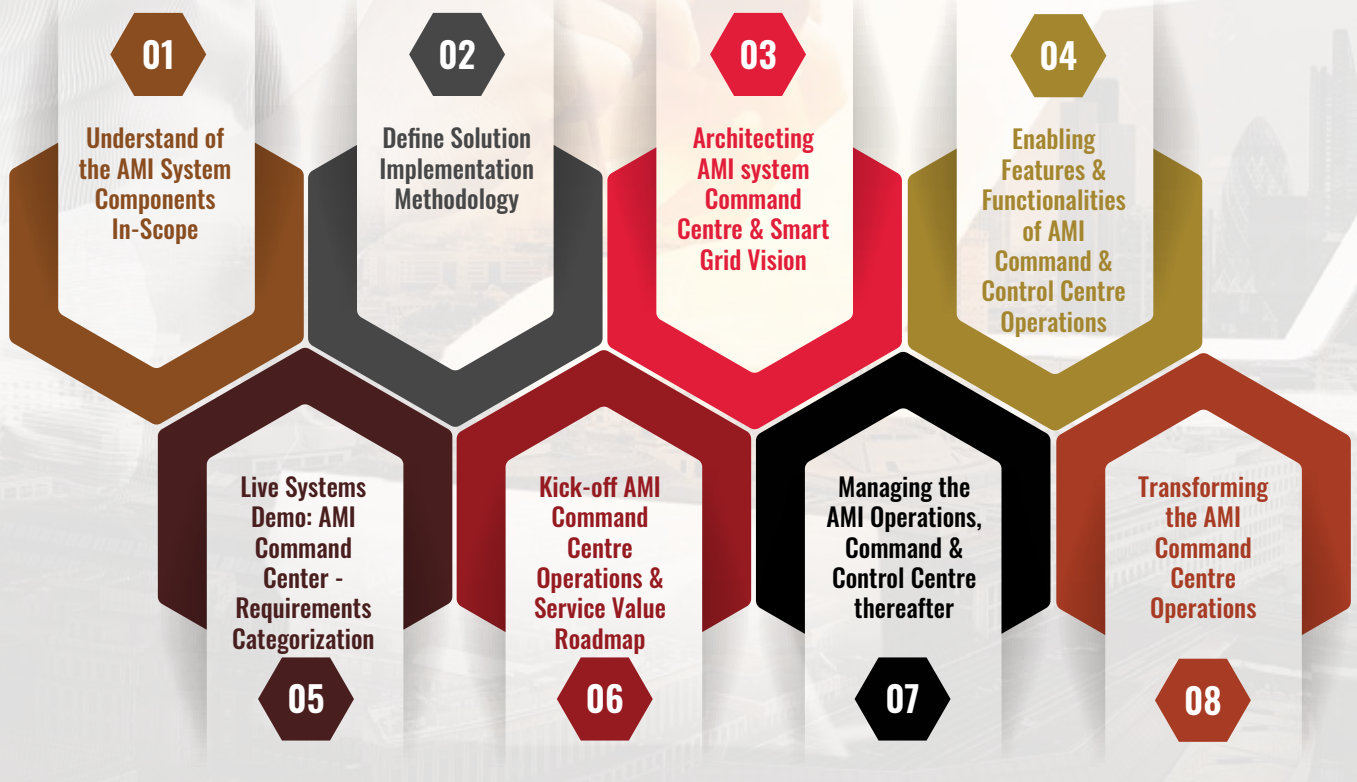 01
Understand of
the AMI System
Components
In-Scope
02
Define Solution
Implementation
Methodology
03
Architecting
AMI system
Command
Centre & Smart
Grid Vision
04
Enabling
Features &
Functionalities
of AMI
Command &
Control Centre
Operations
Live Systems
Demo: AMI
Command
Center -
Requirements
Categorization
05
Kick-off AMI
Command
Centre
Operations &
Service Value
Roadmap
06
Managing the
AMI Operations,
Command &
Control Centre
thereafter
07
Transforming
the AMI
Command
Centre
Operations
08